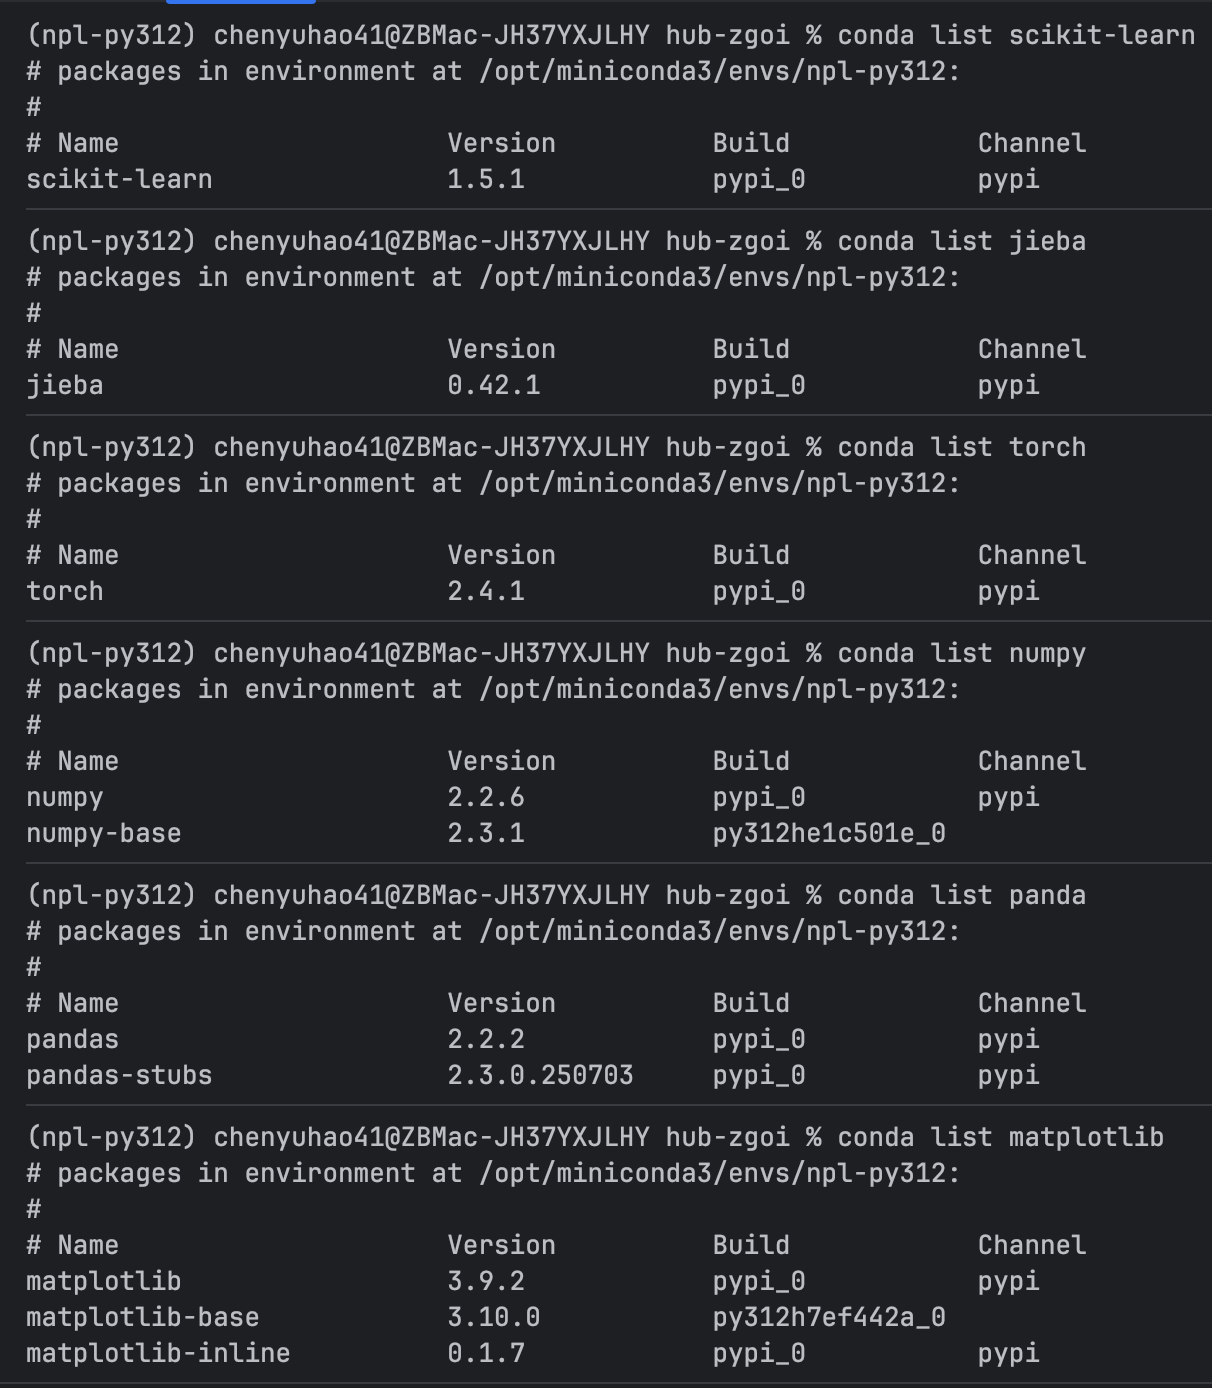 (npl-py312) chenyuhao41@ZBMac-JH37YXJLHY hub-zgoi % conda list scikit-learn
# packages in environment at /opt/miniconda3/envs/npl-py312:
#
# Name                     Version          Build            Channel
scikit-learn               1.5.1            pypi_0           pypi
(npl-py312) chenyuhao41@ZBMac-JH37YXJLHY hub-zgoi % conda list jieba
# packages in environment at /opt/miniconda3/envs/npl-py312:
#
# Name                     Version          Build            Channel
jieba                      0.42.1           pypi_0           pypi
(npl-py312) chenyuhao41@ZBMac-JH37YXJLHY hub-zgoi % conda list torch
# packages in environment at /opt/miniconda3/envs/npl-py312:
#
# Name                     Version          Build            Channel
torch                      2.4.1            pypi_0           pypi
(npl-py312) chenyuhao41@ZBMac-JH37YXJLHY hub-zgoi % conda list numpy
# packages in environment at /opt/miniconda3/envs/npl-py312:
#
# Name                     Version          Build            Channel
numpy                      2.2.6            pypi_0           pypi
numpy-base                 2.3.1            py312he1c501e_0
(npl-py312) chenyuhao41@ZBMac-JH37YXJLHY hub-zgoi % conda list panda
# packages in environment at /opt/miniconda3/envs/npl-py312:
#
# Name                     Version          Build            Channel
pandas                     2.2.2            pypi_0           pypi
pandas-stubs               2.3.0.250703     pypi_0           pypi
(npl-py312) chenyuhao41@ZBMac-JH37YXJLHY hub-zgoi % conda list matplotlib
# packages in environment at /opt/miniconda3/envs/npl-py312:
#
# Name                     Version          Build            Channel
matplotlib                 3.9.2            pypi_0           pypi
matplotlib-base            3.10.0           py312h7ef442a_0
matplotlib-inline          0.1.7            pypi_0           pypi